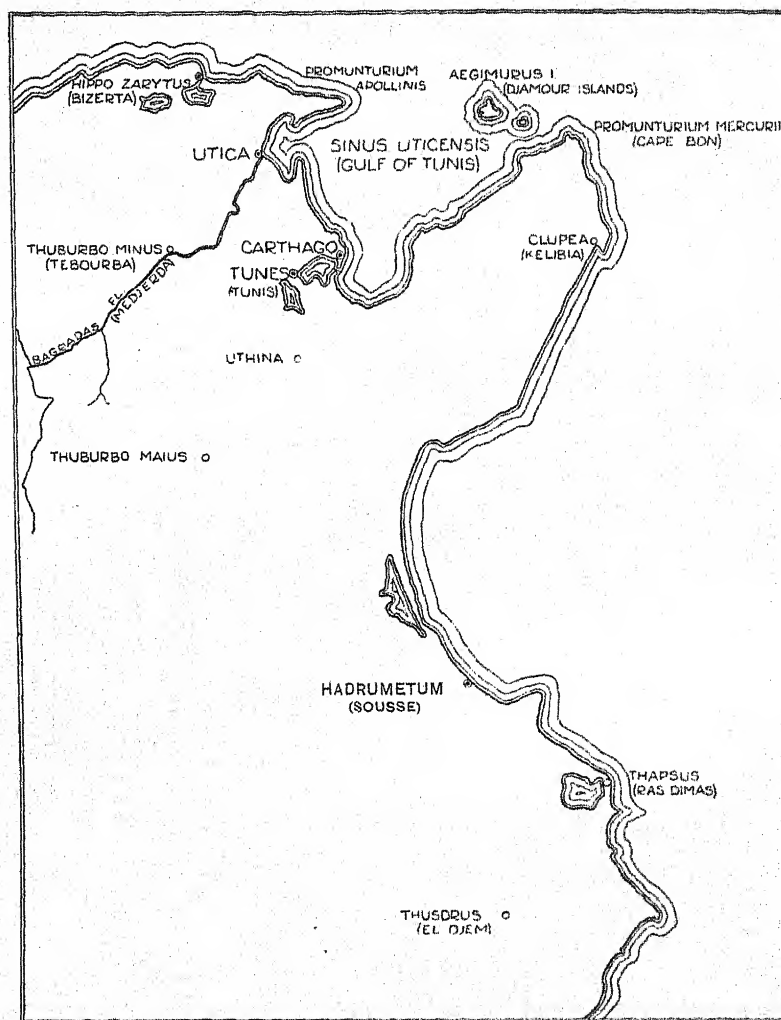 PROMUNTURIUM
APOLLINIS
AEGIMURUS I.
(DJAMOUR ISLANDS)
HIPPO ZARYTUS
(BIZERTA)
PROMUNTURIUM MERCURII
(CAPE BON)
UTICA
SINUS UTICENSIS
(GULF OF TUNIS)
THUBURBO MINUS
(TEBOURBA)
CARTHAGO
CLUPEA
(KELIBIA)
TUNES
(TUNIS)
BAGRADAS FL.
(MEDJERDA)
UTHINA
THUBURBO MAIUS
HADRUMETUM
(SOUSSE)
THAPSUS
(RAS DIMAS)
THUSDRUS
(EL DJEM)